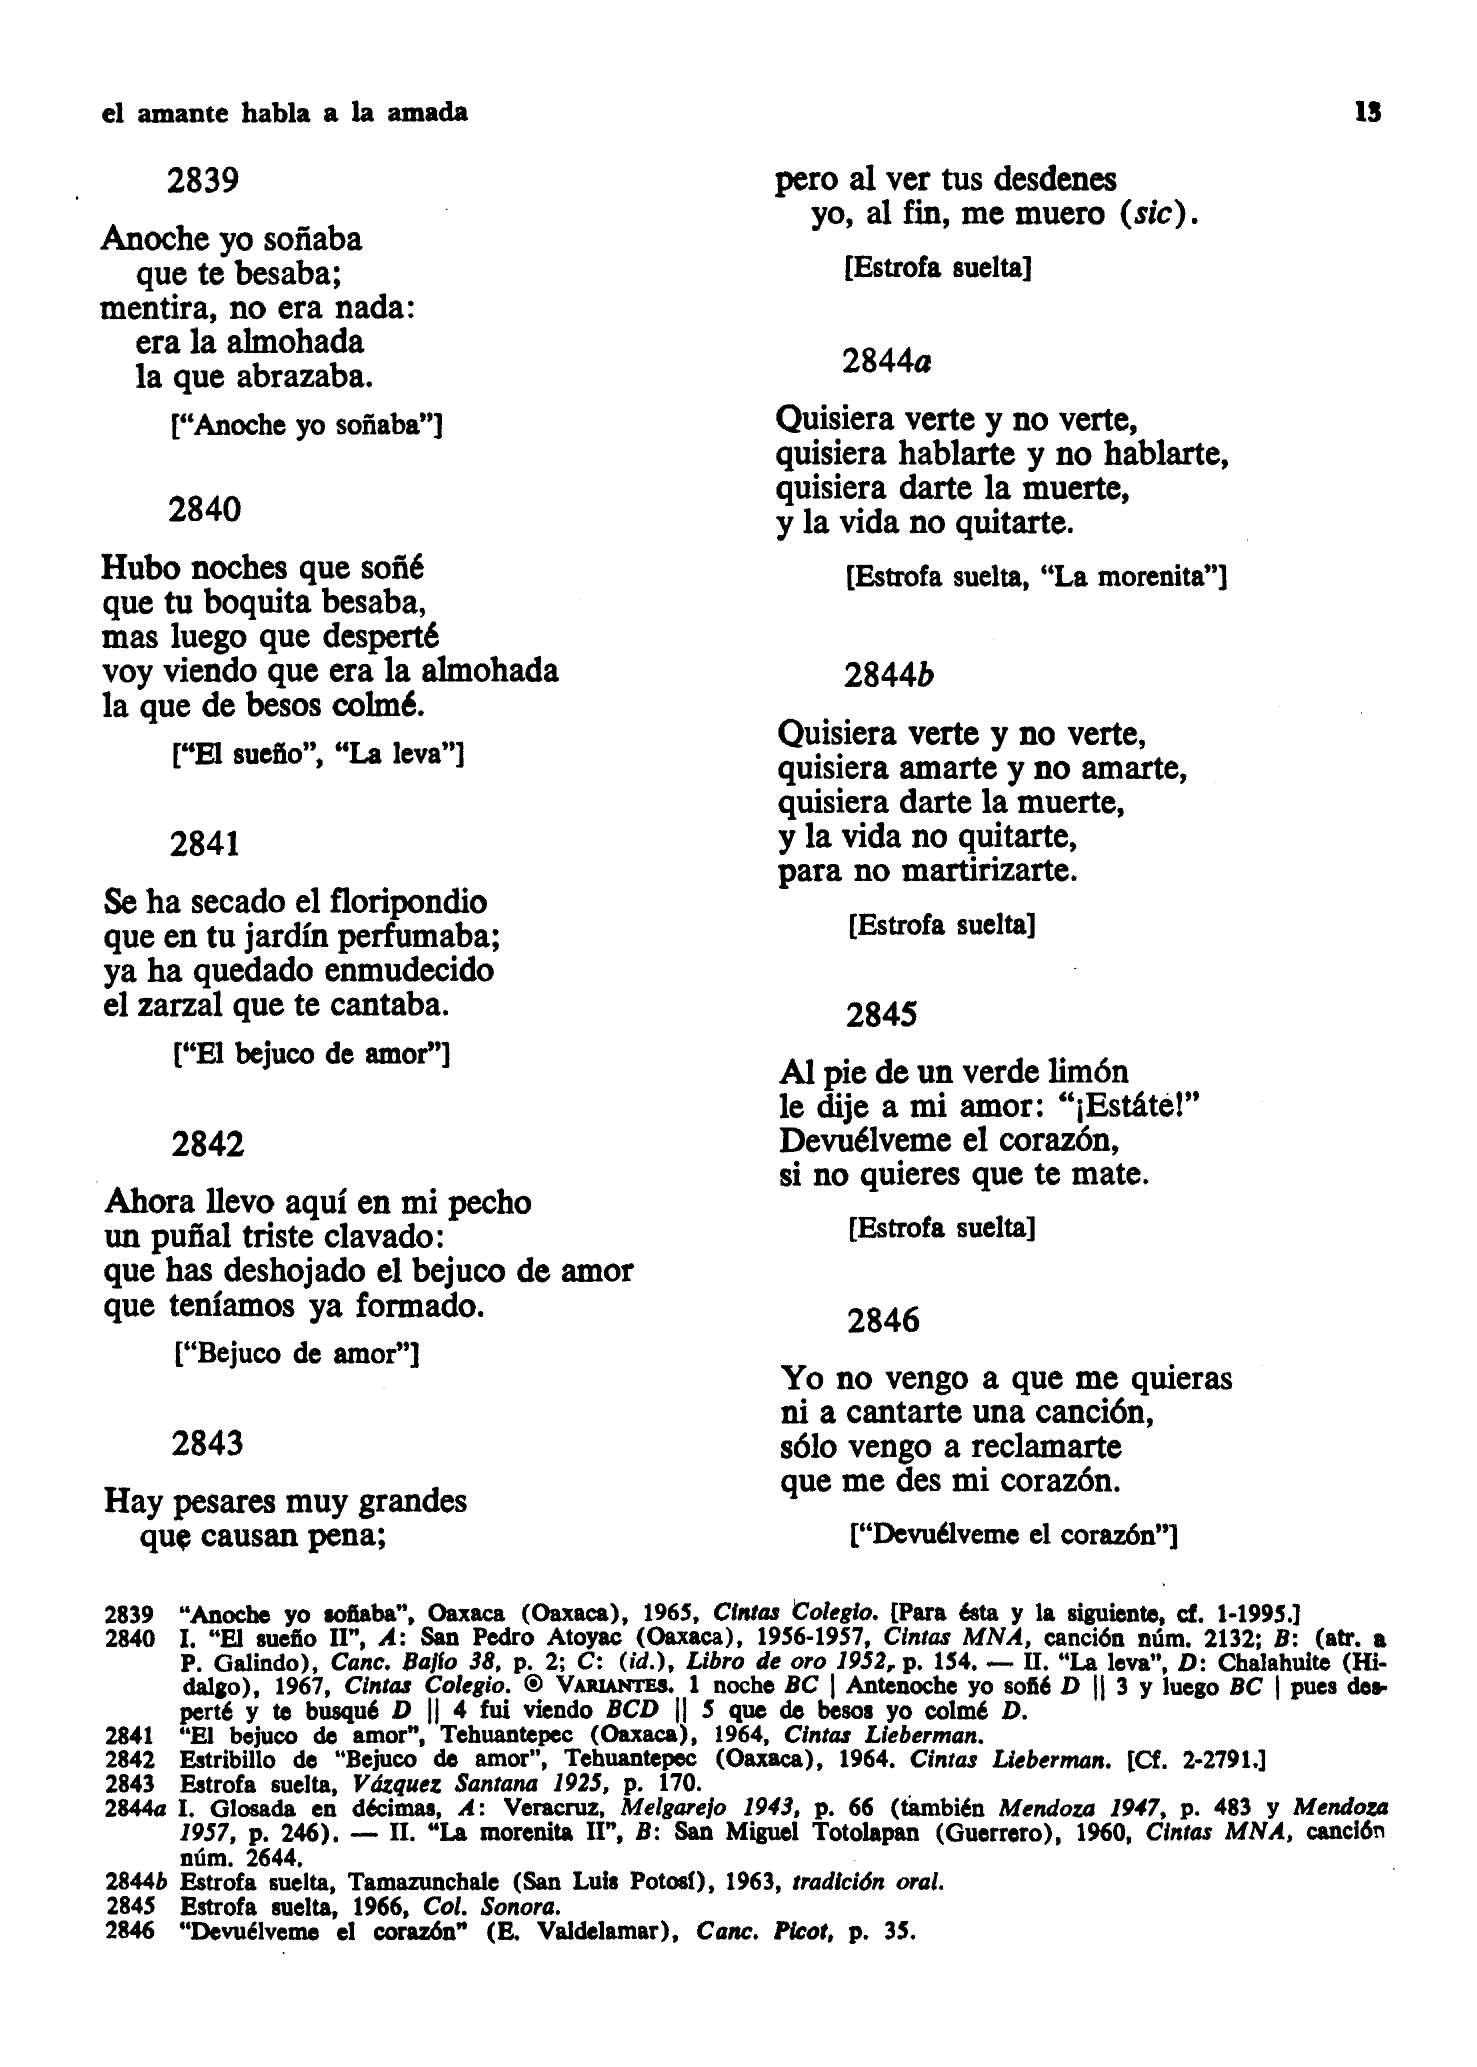 el amante habla a la amada 13
2839
Anoche yo soñaba
que te besaba;
mentira, no era nada:
era la almohada
la que abrazaba.
[“Anoche yo soñaba”]
2840
Hubo noches que soñé
que tu boquita besaba,
mas luego que desperté
voy viendo que era la almohada
la que de besos colmé.
[“El sueño”, “La leva”]
2841
Se ha secado el floripondio
que en tu jardín perfumaba;
ya ha quedado enmudecido
el zarzal que te cantaba.
[“El bejuco de amor”]
2842
Ahora llevo aquí en mi pecho
un puñal triste clavado:
que has deshojado el bejuco de amor
que teníamos ya formado.
[“Bejuco de amor”]
2843
Hay pesares muy grandes
que causan pena;
pero al ver tus desdenes
yo, al fin, me muero (sic).
[Estrofa suelta]
2844a
Quisiera verte y no verte,
quisiera hablarte y no hablarte,
quisiera darte la muerte,
y la vida no quitarte.
[Estrofa suelta, “La morenita”]
2844b
Quisiera verte y no verte,
quisiera amarte y no amarte,
quisiera darte la muerte,
y la vida no quitarte,
para no martirizarte.
[Estrofa suelta]
2845
Al pie de un verde limón
le dije a mi amor: “¡Estáte!”
Devuélveme el corazón,
si no quieres que te mate.
[Estrofa suelta]
2846
Yo no vengo a que me quieras
ni a cantarte una canción,
sólo vengo a reclamarte
que me des mi corazón.
[“Devuélveme el corazón”]
2839 “Anoche yo soñaba”, Oaxaca (Oaxaca), 1965, Cintas Colegio. [Para ésta y la siguiente, cf. 1-1995.]
2840 I. “El sueño II”, A: San Pedro Atoyac (Oaxaca), 1956-1957, Cintas MNA, canción núm. 2132; B: (atr. a
P. Galindo), Canc. Bajío 38, p. 2; C: (id.), Libro de oro 1952, p. 154. — II. “La leva”, D: Chalahuite (Hi-
dalgo), 1967, Cintas Colegio. ® VARIANTES. 1 noche BC | Antenoche yo soñé D || 3 y luego BC | pues des-
perté y te busqué D || 4 fui viendo BCD || 5 que de besos yo colmé D.
2841 “El bejuco de amor”, Tehuantepec (Oaxaca), 1964, Cintas Lieberman.
2842 Estribillo de “Bejuco de amor”, Tehuantepec (Oaxaca), 1964. Cintas Lieberman. [Cf. 2-2791.]
2843 Estrofa suelta, Vázquez Santana 1925, p. 170.
2844a I. Glosada en décimas, A: Veracruz, Melgarejo 1943, p. 66 (también Mendoza 1947, p. 483 y Mendoza
1957, p. 246). — II. “La morenita II”, B: San Miguel Totolapan (Guerrero), 1960, Cintas MNA, canción
núm. 2644.
2844b Estrofa suelta, Tamazunchale (San Luis Potosí), 1963, tradición oral.
2845 Estrofa suelta, 1966, Col. Sonora.
2846 “Devuélveme el corazón” (E. Valdelamar), Canc. Picot, p. 35.